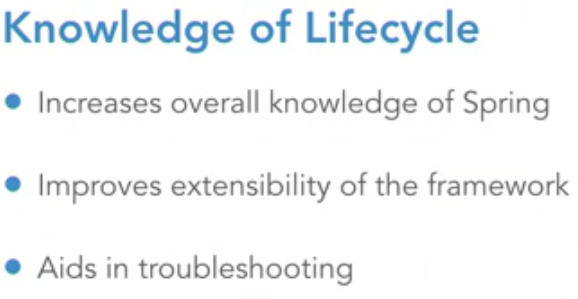 Knowledge of Lifecycle
• Increases overall knowledge of Spring
• Improves extensibility of the framework
• Aids in troubleshooting